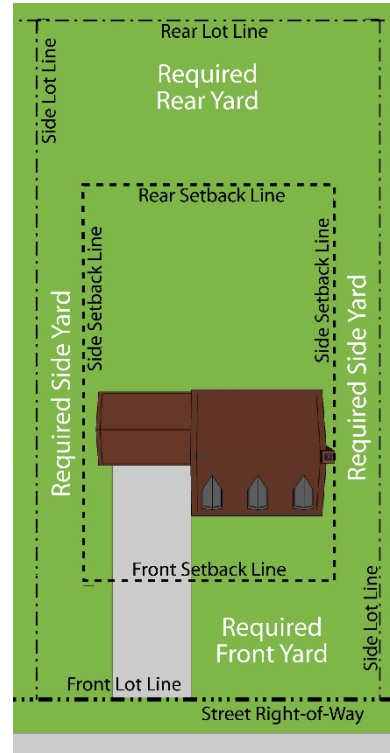 Rear Lot Line
Side Lot Line
Required
Rear Yard
Rear Setback Line
Side Setback Line
Side Setback Line
Required Side Yard
Required Side Yard
Front Setback Line
Required
Front Yard
Side Lot Line
Front Lot Line
Street Right-of-Way